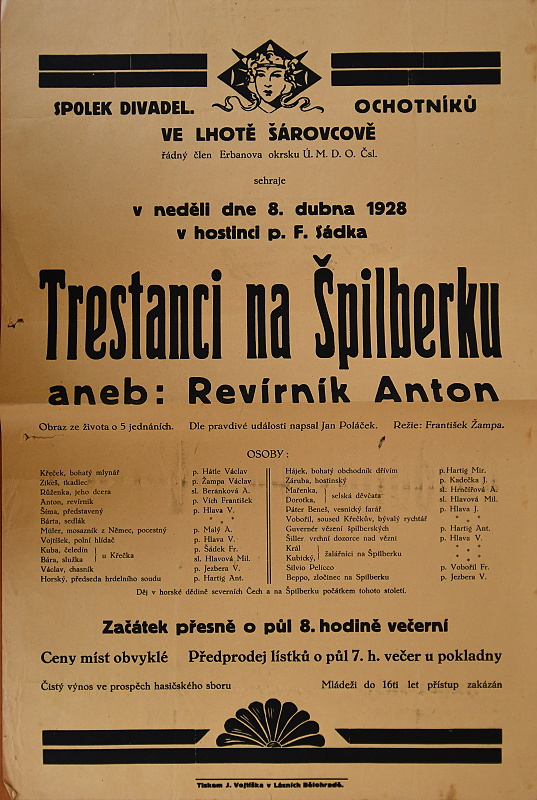 SPOLEK DIVADEL. OCHOTNÍKŮ
VE LHOTĚ ŠÁROVCOVĚ
řádný člen Erbanova okrsku Ú. M. D. O. Čsl.
sehraje
v neděli dne 8. dubna 1928
v hostinci p. F. Sádka
Trestanci na Špilberku
aneb: Revírník Anton
Obraz ze života o 5 jednáních. Dle pravdivé události napsal Jan Poláček. Režie: František Žampa.
OSOBY:
Křeček, bohatý mlynář p. Hátle Václav
Zikeš, tkadlec p. Žampa Václav
Růženka, jeho dcera sl. Beránková A.
Anton, revírník p. Vich František
Šíma, představený p. Hlava V.
Bárta, sedlák * * *
Müler, mosazník z Němec, pocestný p. Malý A.
Vojtíšek, polní hlídač p. Hlava V.
Kuba, čeledín } u Křečka p. Šádek Fr.
Bára, služka sl. Hlavová Mil.
Václav, chasník p. Jezbera V.
Horský, předseda hrdelního soudu p. Hartig Ant.
Hájek, bohatý obchodník dřívím p. Hartig Mir.
Záruba, hostinský p. Kadečka J.
Mařenka, } selská děvčata sl. Hrnčířová A.
Dorotka, sl. Hlavová Mil.
Páter Beneš, vesnický farář p. Hlava J.
Vobořil, soused Křečkův, bývalý rychtář * * *
Guvernér vězení špilberských p. Hartig Ant.
Šiller vrchní dozorce nad vězni p. Hlava V.
Král } žalářníci na Špilberku * * *
Kubický, * * *
Silvio Pelicco p. Vobořil Fr.
Beppo, zločinec na Spilberku p. Jezbera V.
Děj v horské dědině severních Čech a na Špilberku počátkem tohoto století.
Začátek přesně o půl 8. hodině večerní
Ceny míst obvyklé Předprodej lístků o půl 7. h. večer u pokladny
Čistý výnos ve prospěch hasičského sboru Mládeži do 16ti let přístup zakázán
Tiskem J. Vojtíška v Lázních Bělohradě.